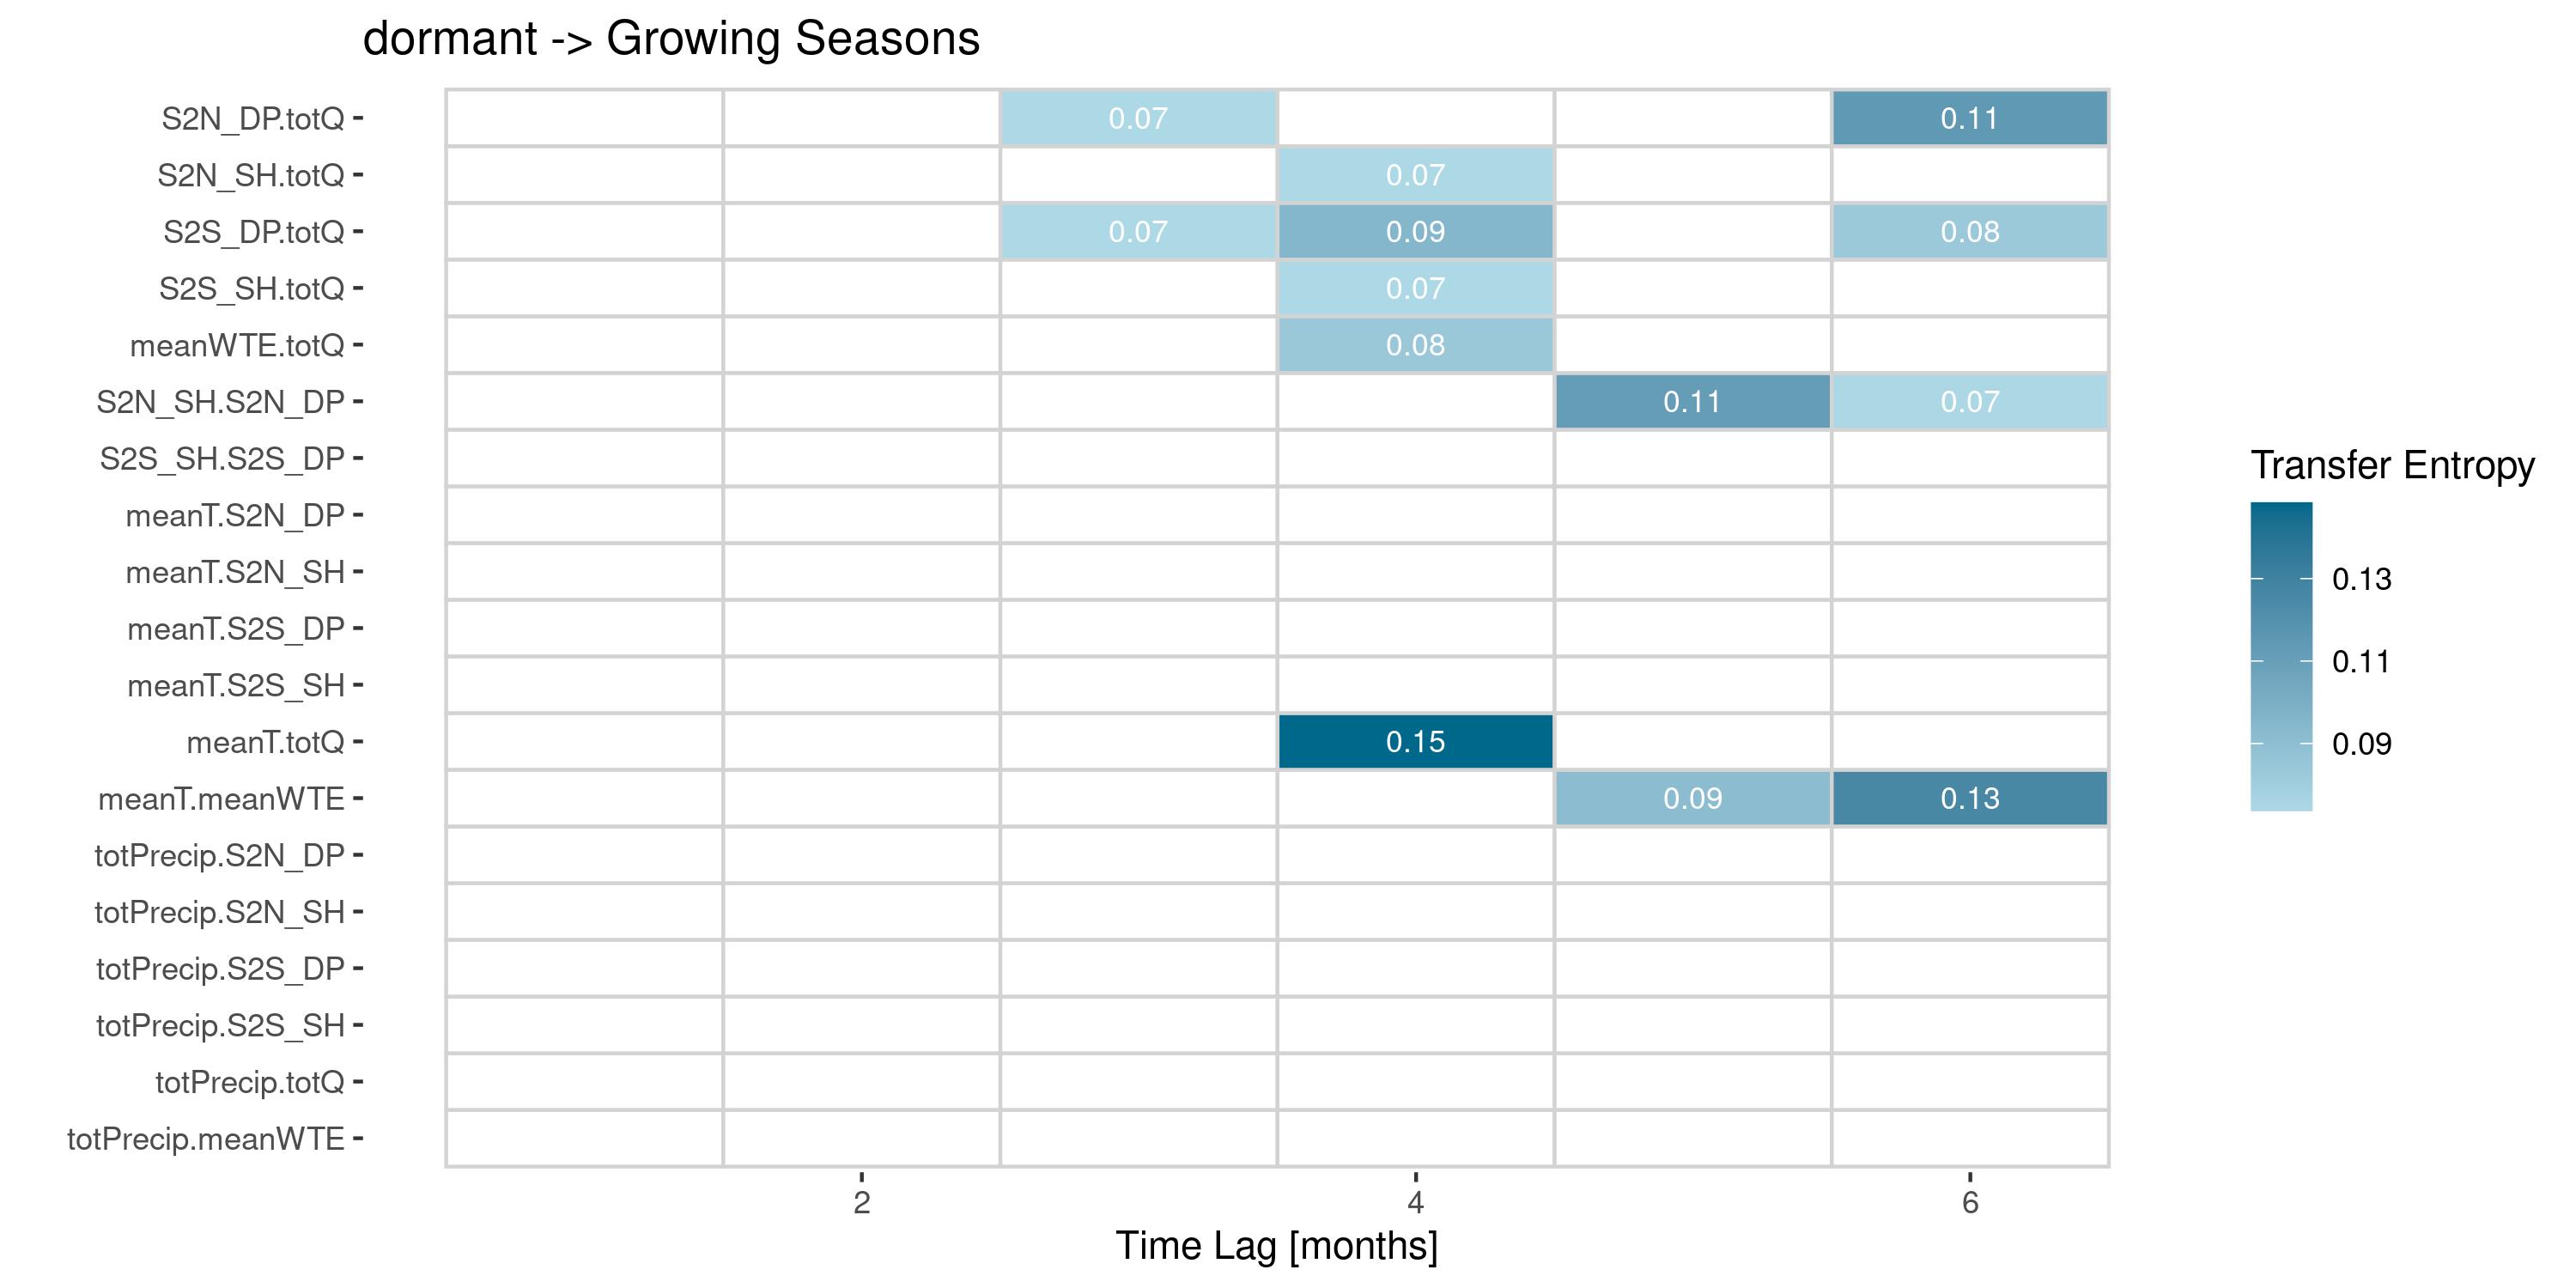 dormant -> Growing Seasons
S2N_DP.totQ
0.07
0.11
S2N_SH.totQ
0.07
S2S_DP.totQ
0.07
0.09
0.08
S2S_SH.totQ
0.07
meanWTE.totQ
0.08
S2N_SH.S2N_DP
0.11
0.07
S2S_SH.S2S_DP
meanT.S2N_DP
meanT.S2N_SH
meanT.S2S_DP
meanT.S2S_SH
meanT.totQ
0.15
meanT.meanWTE
0.09
0.13
totPrecip.S2N_DP
totPrecip.S2N_SH
totPrecip.S2S_DP
totPrecip.S2S_SH
totPrecip.totQ
totPrecip.meanWTE
2
4
6
Time Lag [months]
Transfer Entropy
0.13
0.11
0.09